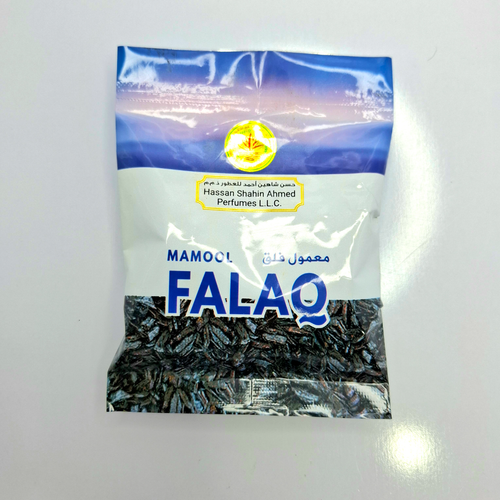 حسن شاهين أحمد للعطور ذ.م.م
Hassan Shahin Ahmed
Perfumes L.L.C.
MAMOOL معمول فلق
FALAQ